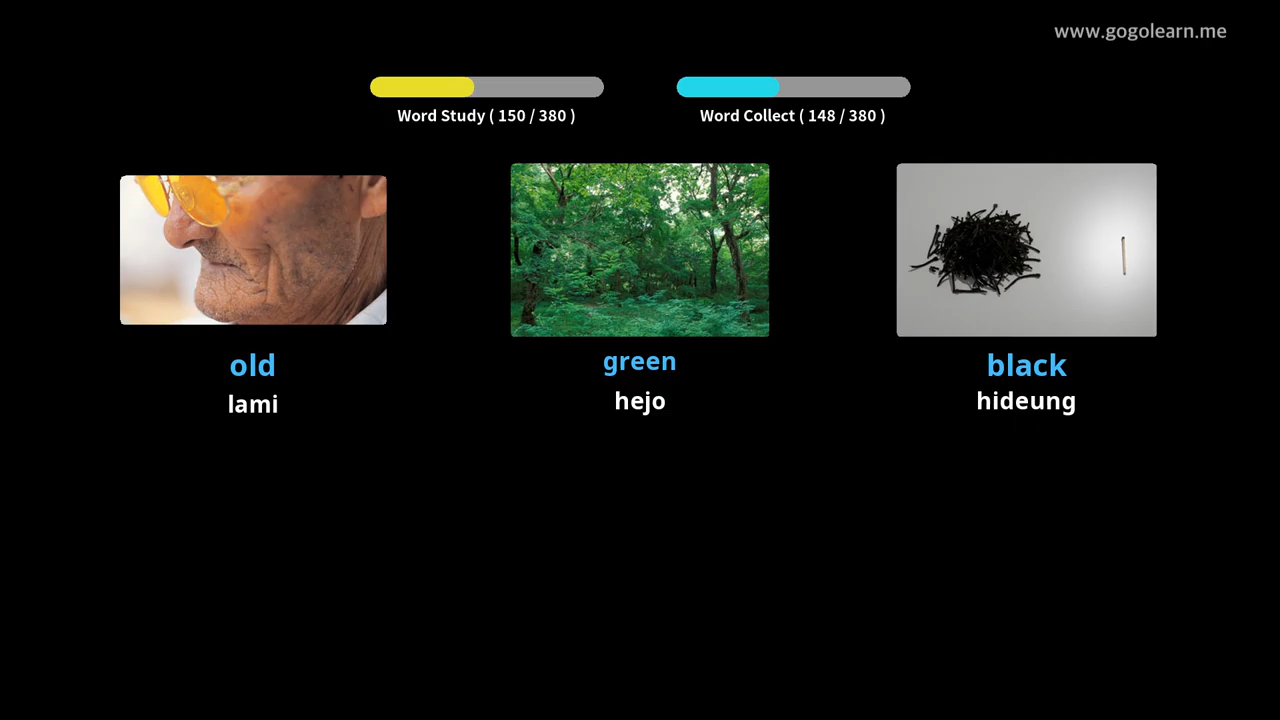 www.gogolearn.me
Word Study ( 150 / 380 )
Word Collect ( 148 / 380 )
old
lami
green
hejo
black
hideung